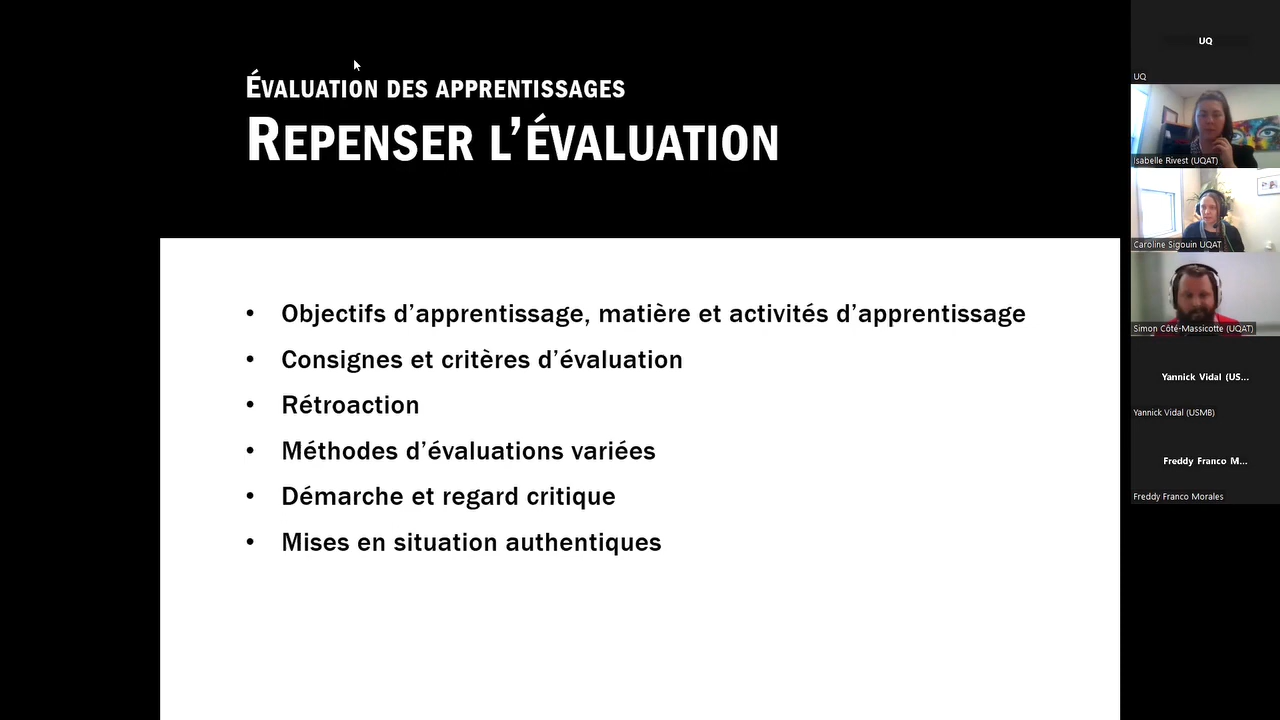 ÉVALUATION DES APPRENTISSAGES
REPENSER L'ÉVALUATION
• Objectifs d'apprentissage, matière et activités d'apprentissage
• Consignes et critères d'évaluation
• Rétroaction
• Méthodes d'évaluations variées
• Démarche et regard critique
• Mises en situation authentiques
UQ
UQ
Isabelle Rivest (UQAT)
Caroline Sigouin UQAT
Simon Côté-Massicotte (UQAT)
Yannick Vidal (US...
Yannick Vidal (USMB)
Freddy Franco M...
Freddy Franco Morales